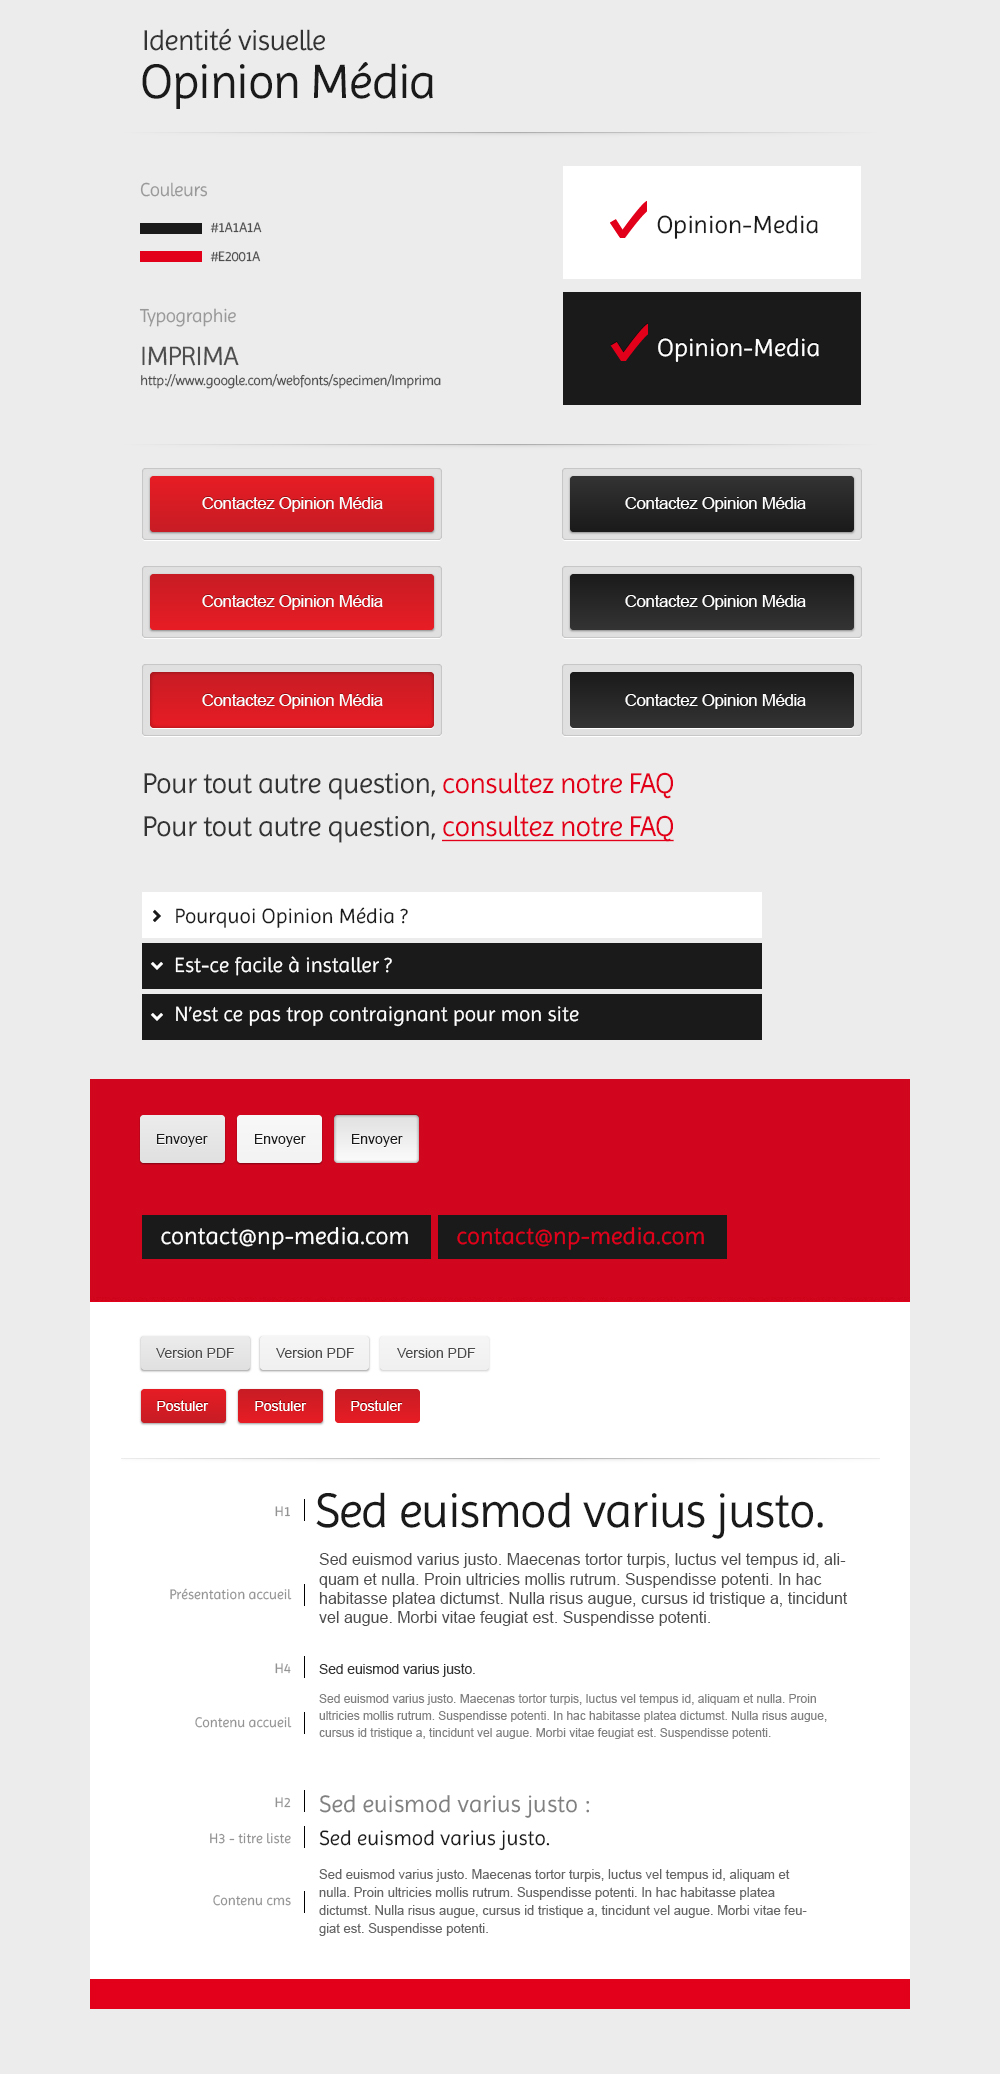 Identité visuelle
Opinion Média
Couleurs
#1A1A1A
#E2001A
Typographie
IMPRIMA
http://www.google.com/webfonts/specimen/Imprima
Opinion-Media
Opinion-Media
Contactez Opinion Média
Contactez Opinion Média
Contactez Opinion Média
Contactez Opinion Média
Contactez Opinion Média
Contactez Opinion Média
Pour tout autre question, consultez notre FAQ
Pour tout autre question, consultez notre FAQ
Pourquoi Opinion Média ?
Est-ce facile à installer ?
N'est ce pas trop contraignant pour mon site
Envoyer
Envoyer
Envoyer
contact@np-media.com
contact@np-media.com
Version PDF
Version PDF
Version PDF
Postuler
Postuler
Postuler
H1
Sed euismod varius justo.
Présentation accueil
Sed euismod varius justo. Maecenas tortor turpis, luctus vel tempus id, ali-
quam et nulla. Proin ultricies mollis rutrum. Suspendisse potenti. In hac
habitasse platea dictumst. Nulla risus augue, cursus id tristique a, tincidunt
vel augue. Morbi vitae feugiat est. Suspendisse potenti.
H4
Sed euismod varius justo.
Contenu accueil
Sed euismod varius justo. Maecenas tortor turpis, luctus vel tempus id, aliquam et nulla. Proin
ultricies mollis rutrum. Suspendisse potenti. In hac habitasse platea dictumst. Nulla risus augue,
cursus id tristique a, tincidunt vel augue. Morbi vitae feugiat est. Suspendisse potenti.
H2
Sed euismod varius justo :
H3 - titre liste
Sed euismod varius justo.
Contenu cms
Sed euismod varius justo. Maecenas tortor turpis, luctus vel tempus id, aliquam et
nulla. Proin ultricies mollis rutrum. Suspendisse potenti. In hac habitasse platea
dictumst. Nulla risus augue, cursus id tristique a, tincidunt vel augue. Morbi vitae feu-
giat est. Suspendisse potenti.